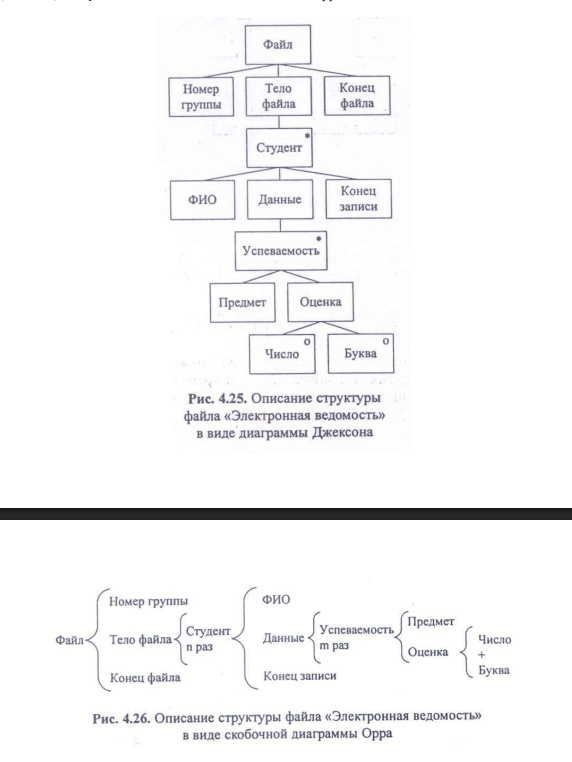 Файл
Номер
группы
Тело
файла
Конец
файла
Студент *
ФИО
Данные
Конец
записи
Успеваемость *
Предмет
Оценка
Число о
Буква о
Рис. 4.25. Описание структуры
файла «Электронная ведомость»
в виде диаграммы Джексона
Файл
Номер группы
Тело файла
Конец файла
Студент
n раз
ФИО
Данные
Конец записи
Успеваемость
m раз
Предмет
Оценка
Число
+
Буква
Рис. 4.26. Описание структуры файла «Электронная ведомость»
в виде скобочной диаграммы Орра